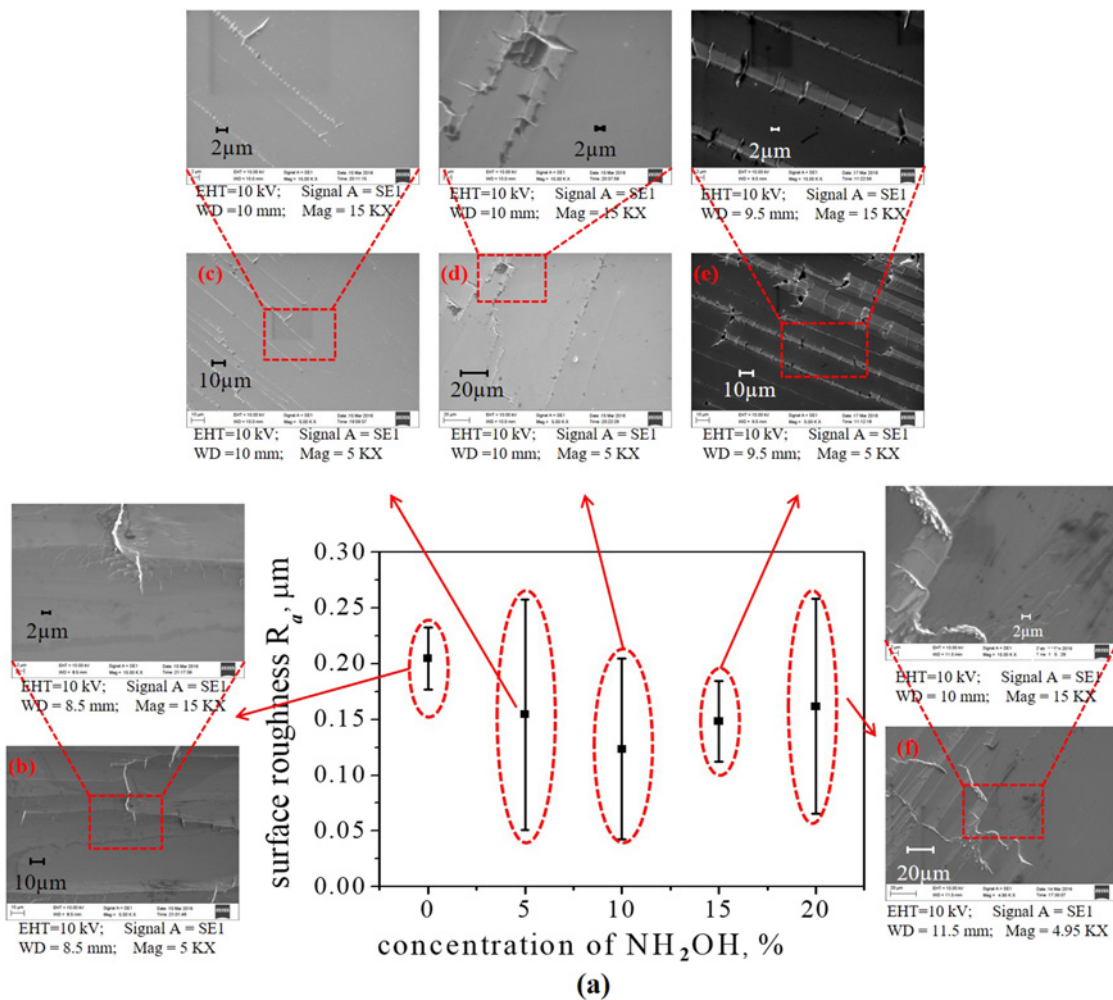 2µm
2µm
2µm
EHT=10 kV; Signal A = SE1
WD =10 mm; Mag = 15 KX
EHT=10 kV; Signal A = SE1
WD =10 mm; Mag = 15 KX
EHT=10 kV; Signal A = SE1
WD =9.5 mm; Mag = 15 KX
(c)
(d)
(e)
10µm
20µm
10µm
EHT=10 kV; Signal A = SE1
WD =10 mm; Mag = 5 KX
EHT=10 kV; Signal A = SE1
WD =10 mm; Mag = 5 KX
EHT=10 kV; Signal A = SE1
WD =9.5 mm; Mag = 5 KX
2µm
EHT=10 kV; Signal A = SE1
WD =8.5 mm; Mag = 15 KX
(b)
10µm
EHT=10 kV; Signal A = SE1
WD =8.5 mm; Mag = 5 KX
2µm
EHT=10 kV; Signal A = SE1
WD =10 mm; Mag = 15 KX
(f)
20µm
EHT=10 kV; Signal A = SE1
WD =11.5 mm; Mag =4.95 KX
surface roughness Ra, µm
0.30
0.25
0.20
0.15
0.10
0.05
0.00
0 5 10 15 20
concentration of NH₂OH, %
(a)